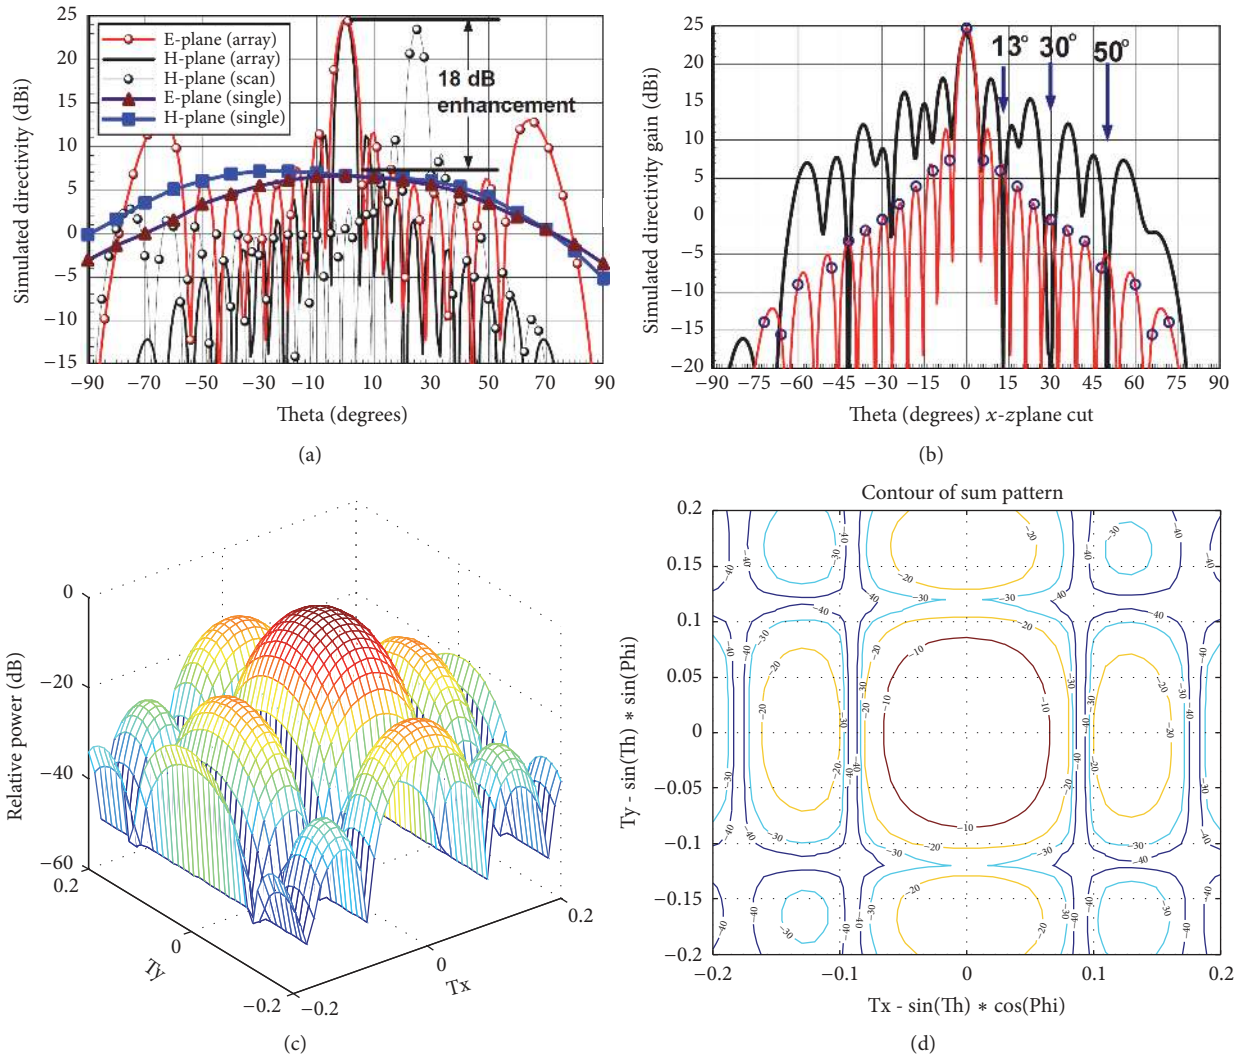 25
20
15
10
5
0
−5
−10
−15
Simulated directivity (dBi)
E-plane (array)
H-plane (array)
H-plane (scan)
E-plane (single)
H-plane (single)
18 dB
enhancement
−90 −70 −50 −30 −10 10 30 50 70 90
Theta (degrees)
(a)
25
20
15
10
5
0
−5
−10
−15
−20
Simulated directivity gain (dBi)
13° 30° 50°
−90 −75 −60 −45 −30 −15 0 15 30 45 60 75 90
Theta (degrees) x-zplane cut
(b)
0
−20
−40
−60
Relative power (dB)
0.2
0
−0.2
Ty
−0.2
0
0.2
Tx
(c)
Contour of sum pattern
0.2
0.15
0.1
0.05
0
−0.05
−0.1
−0.15
−0.2
Ty - sin(Th) ∗ sin(Phi)
−0.2 −0.1 0 0.1 0.2
Tx - sin(Th) ∗ cos(Phi)
(d)